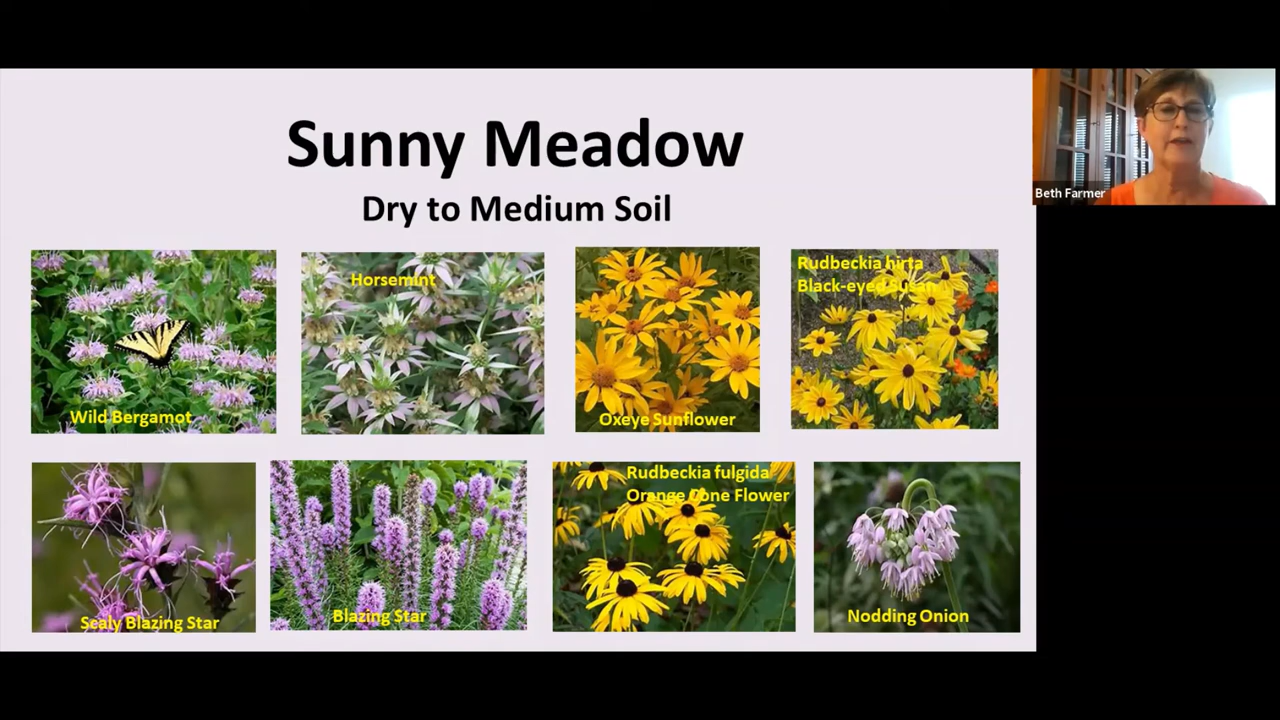 Sunny Meadow
Dry to Medium Soil
Beth Farmer
Wild Bergamot
Horsemint
Oxeye Sunflower
Rudbeckia hirta
Black-eyed Susan
Scaly Blazing Star
Blazing Star
Rudbeckia fulgida
Orange Cone Flower
Nodding Onion